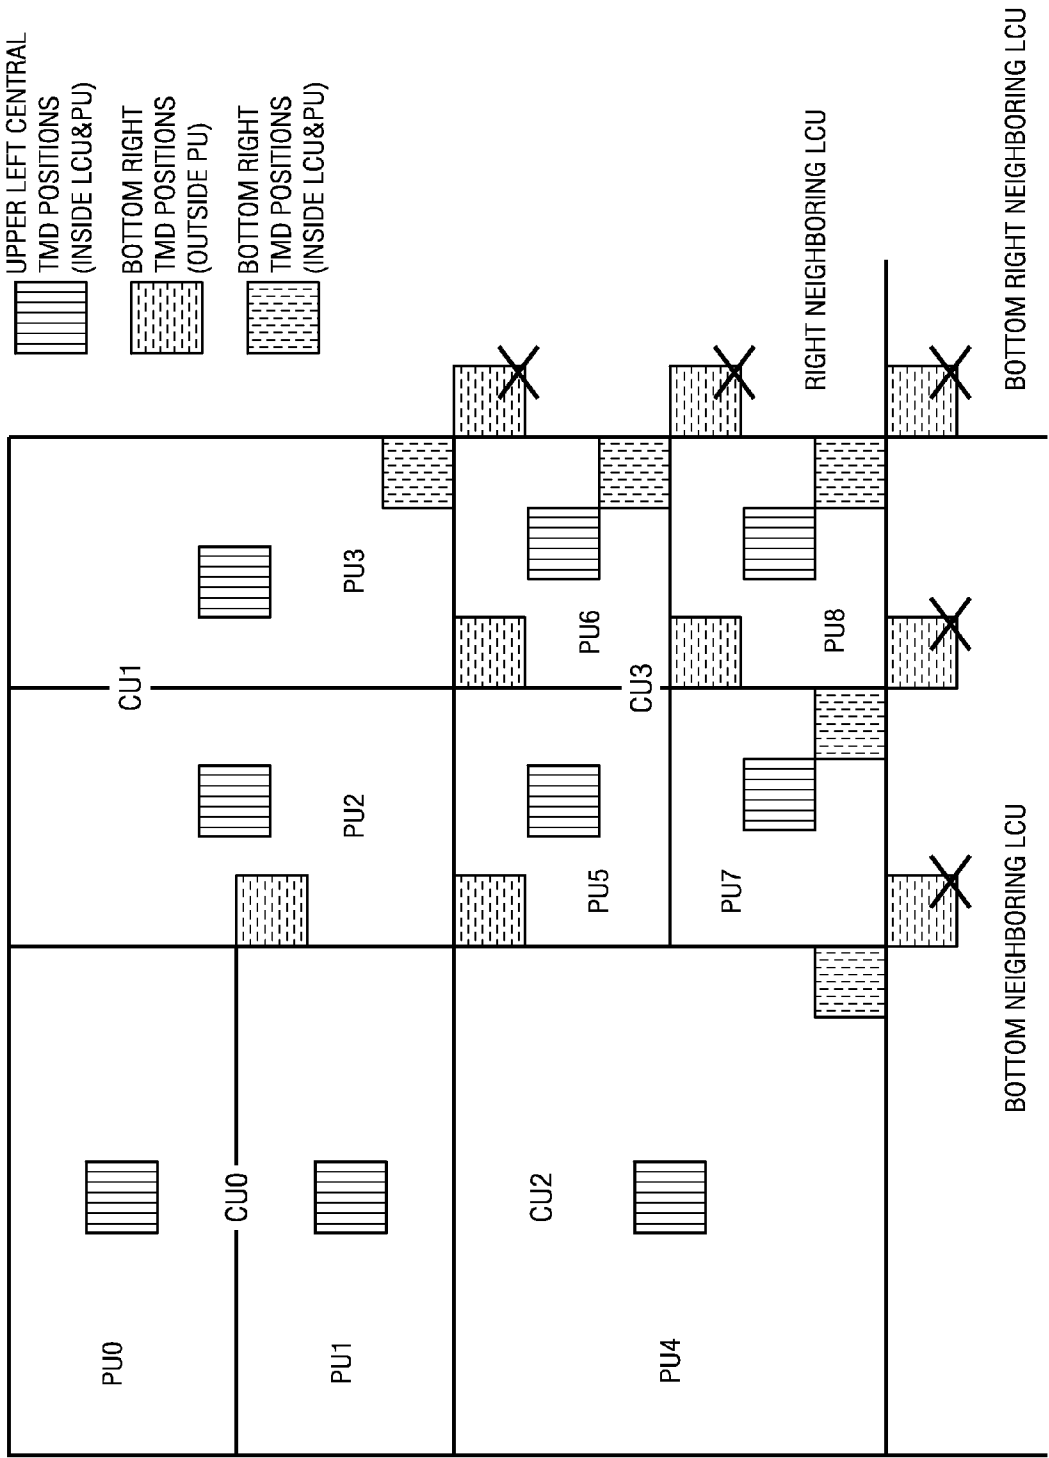 UPPER LEFT CENTRAL
TMD POSITIONS
(INSIDE LCU&PU)
BOTTOM RIGHT
TMD POSITIONS
(OUTSIDE PU)
BOTTOM RIGHT
TMD POSITIONS
(INSIDE LCU&PU)
PU0
CU0
PU1
CU1
PU2
PU3
CU2
PU4
CU3
PU5
PU6
PU7
PU8
RIGHT NEIGHBORING LCU
BOTTOM NEIGHBORING LCU
BOTTOM RIGHT NEIGHBORING LCU